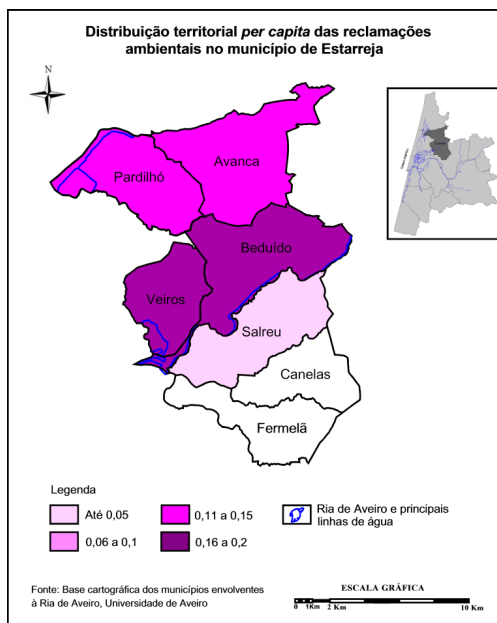 Distribuição territorial per capita das reclamações
ambientais no município de Estarreja
N
Avanca
Pardilhó
Beduído
Veiros
Salreu
Canelas
Fermelã
Legenda
Até 0,05
0,11 a 0,15
Ria de Aveiro e principais
linhas de água
0,06 a 0,1
0,16 a 0,2
Fonte: Base cartográfica dos municípios envolventes
à Ria de Aveiro, Universidade de Aveiro
ESCALA GRÁFICA
0 1Km 2 Km 10 Km